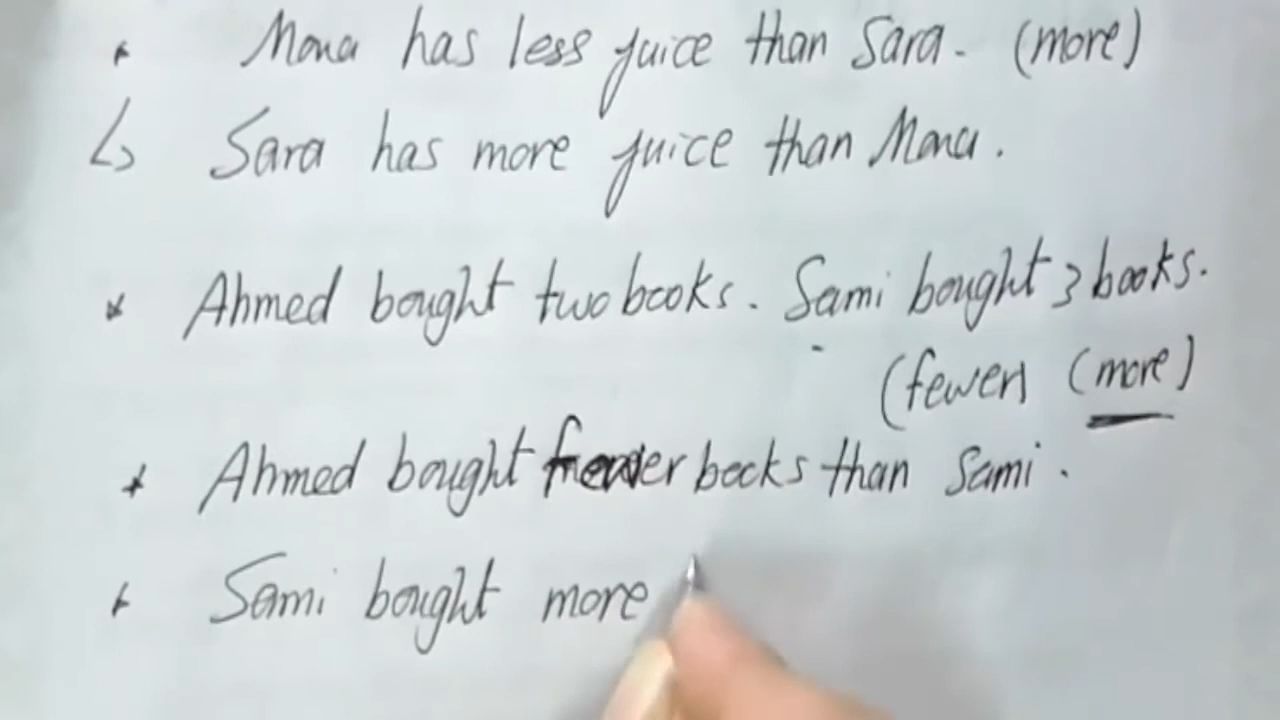 Mona has less juice than Sara. (more)
Sara has more juice than Mona.
Ahmed bought two books. Sami bought 3 books.
(fewer) (more)
Ahmed bought fewer books than Sami.
Sami bought more